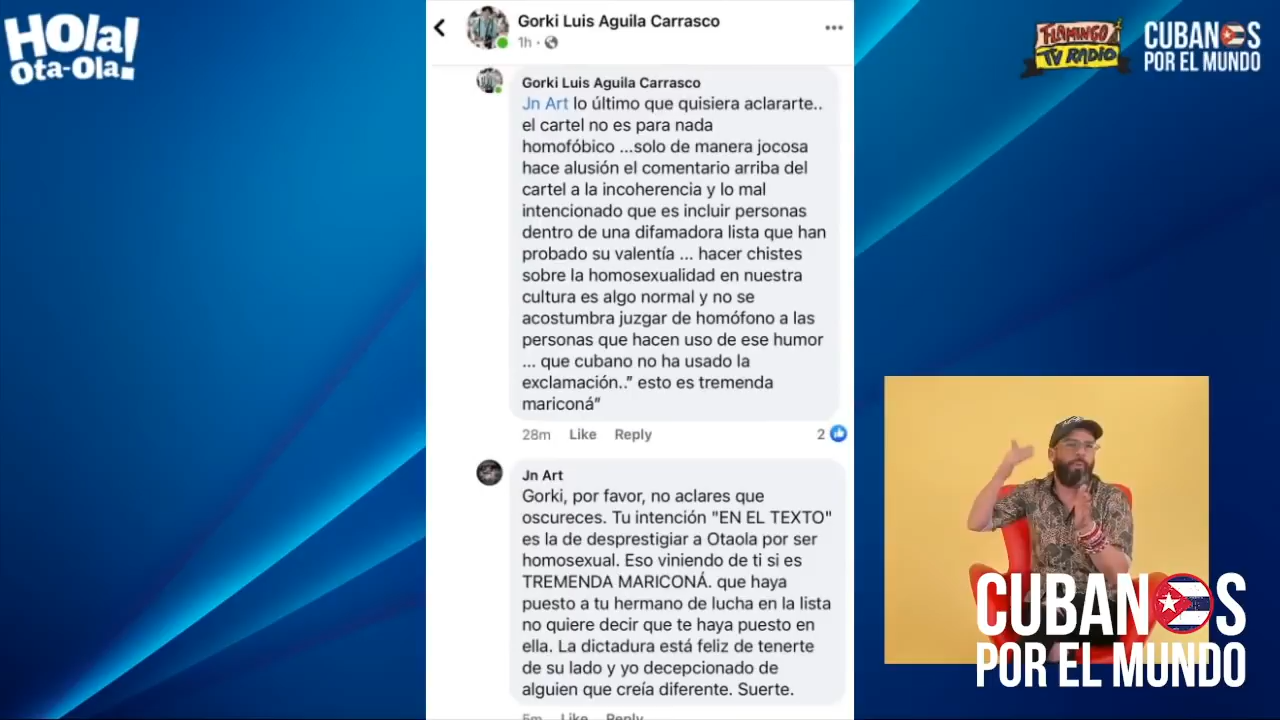 HOla!
Ota-Ola!
Gorki Luis Aguila Carrasco
1h
FLAMINGO
TV RADIO
CUBANOS
POR EL MUNDO
Gorki Luis Aguila Carrasco
Jn Art lo último que quisiera aclararte..
el cartel no es para nada
homofóbico ...solo de manera jocosa
hace alusión el comentario arriba del
cartel a la incoherencia y lo mal
intencionado que es incluir personas
dentro de una difamadora lista que han
probado su valentía ... hacer chistes
sobre la homosexualidad en nuestra
cultura es algo normal y no se
acostumbra juzgar de homófono a las
personas que hacen uso de ese humor
... que cubano no ha usado la
exclamación..” esto es tremenda
mariconá”
28m Like Reply 2
Jn Art
Gorki, por favor, no aclares que
oscureces. Tu intención "EN EL TEXTO"
es la de desprestigiar a Otaola por ser
homosexual. Eso viniendo de ti si es
TREMENDA MARICONÁ. que haya
puesto a tu hermano de lucha en la lista
no quiere decir que te haya puesto en
ella. La dictadura está feliz de tenerte
de su lado y yo decepcionado de
alguien que creía diferente. Suerte.
5m Like Reply
CUBANOS
POR EL MUNDO